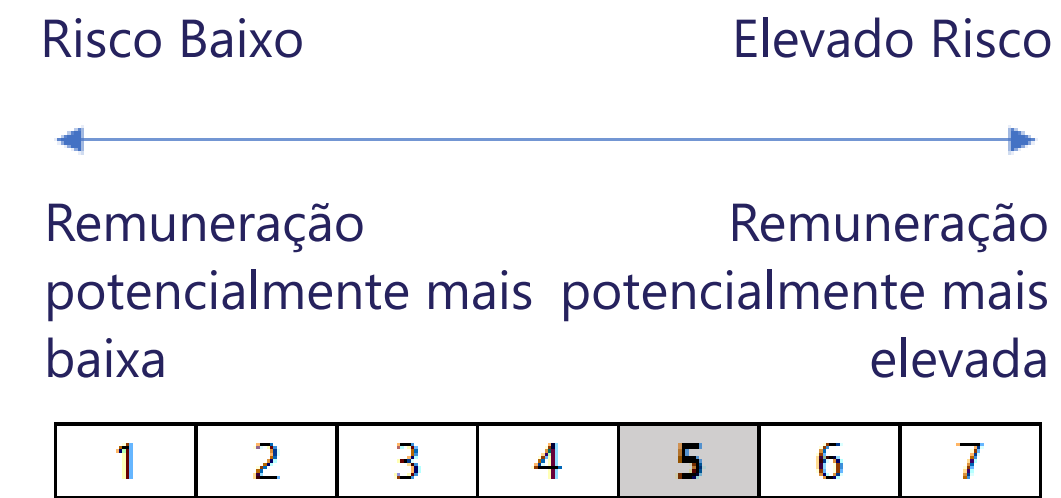 Risco Baixo Elevado Risco
Remuneração Remuneração
potencialmente mais potencialmente mais
baixa elevada
1 2 3 4 5 6 7